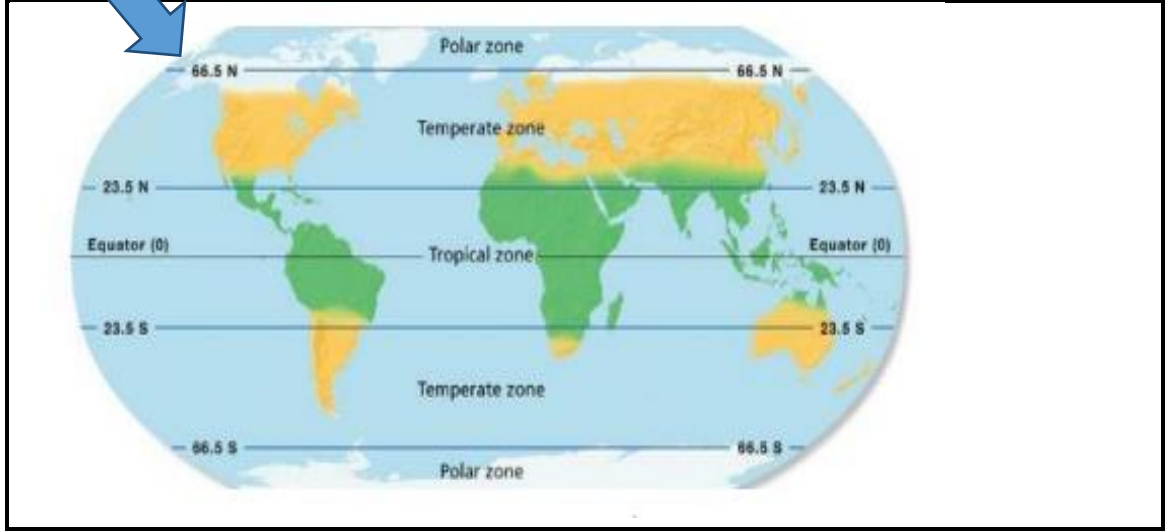 Polar zone
66.5 N 66.5 N
Temperate zone
23.5 N 23.5 N
Equator (0) Equator (0)
Tropical zone
23.5 S 23.5 S
Temperate zone
66.5 S 66.5 S
Polar zone